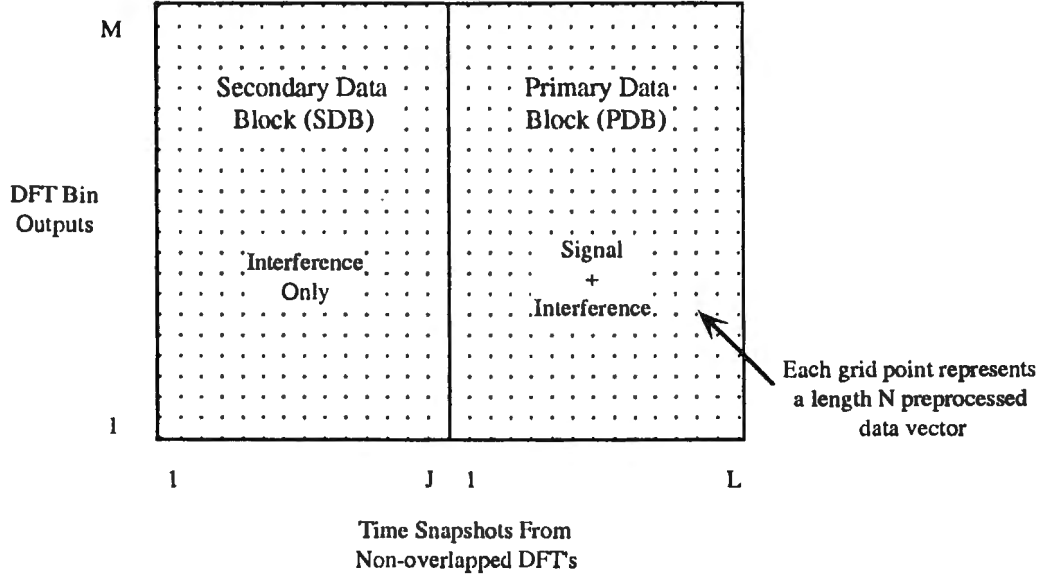 M
Secondary Data
Block (SDB)
Primary Data
Block (PDB)
DFT Bin
Outputs
Interference
Only
Signal
+
Interference
Each grid point represents
a length N preprocessed
data vector
1
1
J
1
L
Time Snapshots From
Non-overlapped DFT's